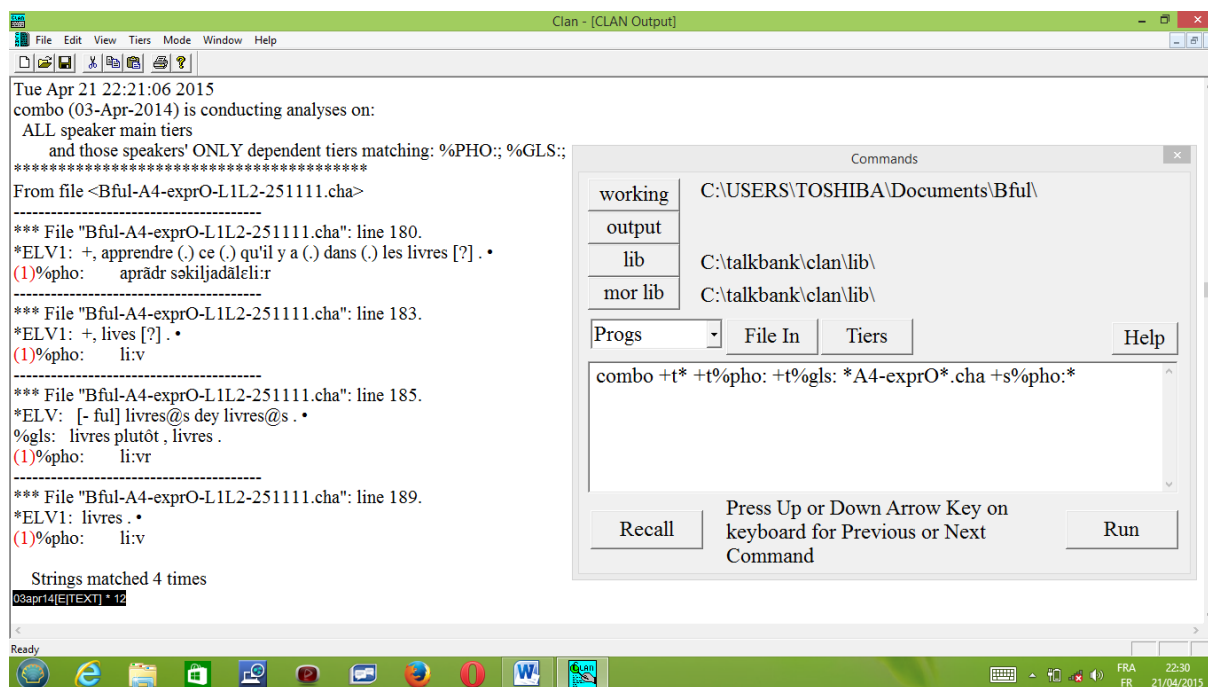 Clan - [CLAN Output]
File Edit View Tiers Mode Window Help
Tue Apr 21 22:21:06 2015
combo (03-Apr-2014) is conducting analyses on:
ALL speaker main tiers
and those speakers' ONLY dependent tiers matching: %PHO:; %GLS:;
****************************************
From file <Bful-A4-exprO-L1L2-251111.cha>
----------------------------------------
*** File "Bful-A4-exprO-L1L2-251111.cha": line 180.
*ELV1: +, apprendre (.) ce (.) qu'il y a (.) dans (.) les livres [?] . •
(1)%pho: aprãdr səkiljadãlɛli:r
----------------------------------------
*** File "Bful-A4-exprO-L1L2-251111.cha": line 183.
*ELV1: +, lives [?] . •
(1)%pho: li:v
----------------------------------------
*** File "Bful-A4-exprO-L1L2-251111.cha": line 185.
*ELV: [- ful] livres@s dey livres@s . •
%gls: livres plutôt , livres .
(1)%pho: li:vr
----------------------------------------
*** File "Bful-A4-exprO-L1L2-251111.cha": line 189.
*ELV1: livres . •
(1)%pho: li:v
Strings matched 4 times
03apr14[E|TEXT] * 12
Commands
working C:\USERS\TOSHIBA\Documents\Bful\
output
lib C:\talkbank\clan\lib\
mor lib C:\talkbank\clan\lib\
Progs File In Tiers Help
combo +t* +t%pho: +t%gls: *A4-exprO*.cha +s%pho:*
Recall
Press Up or Down Arrow Key on
keyboard for Previous or Next
Command
Run
Ready
FRA 22:30
FR 21/04/2015